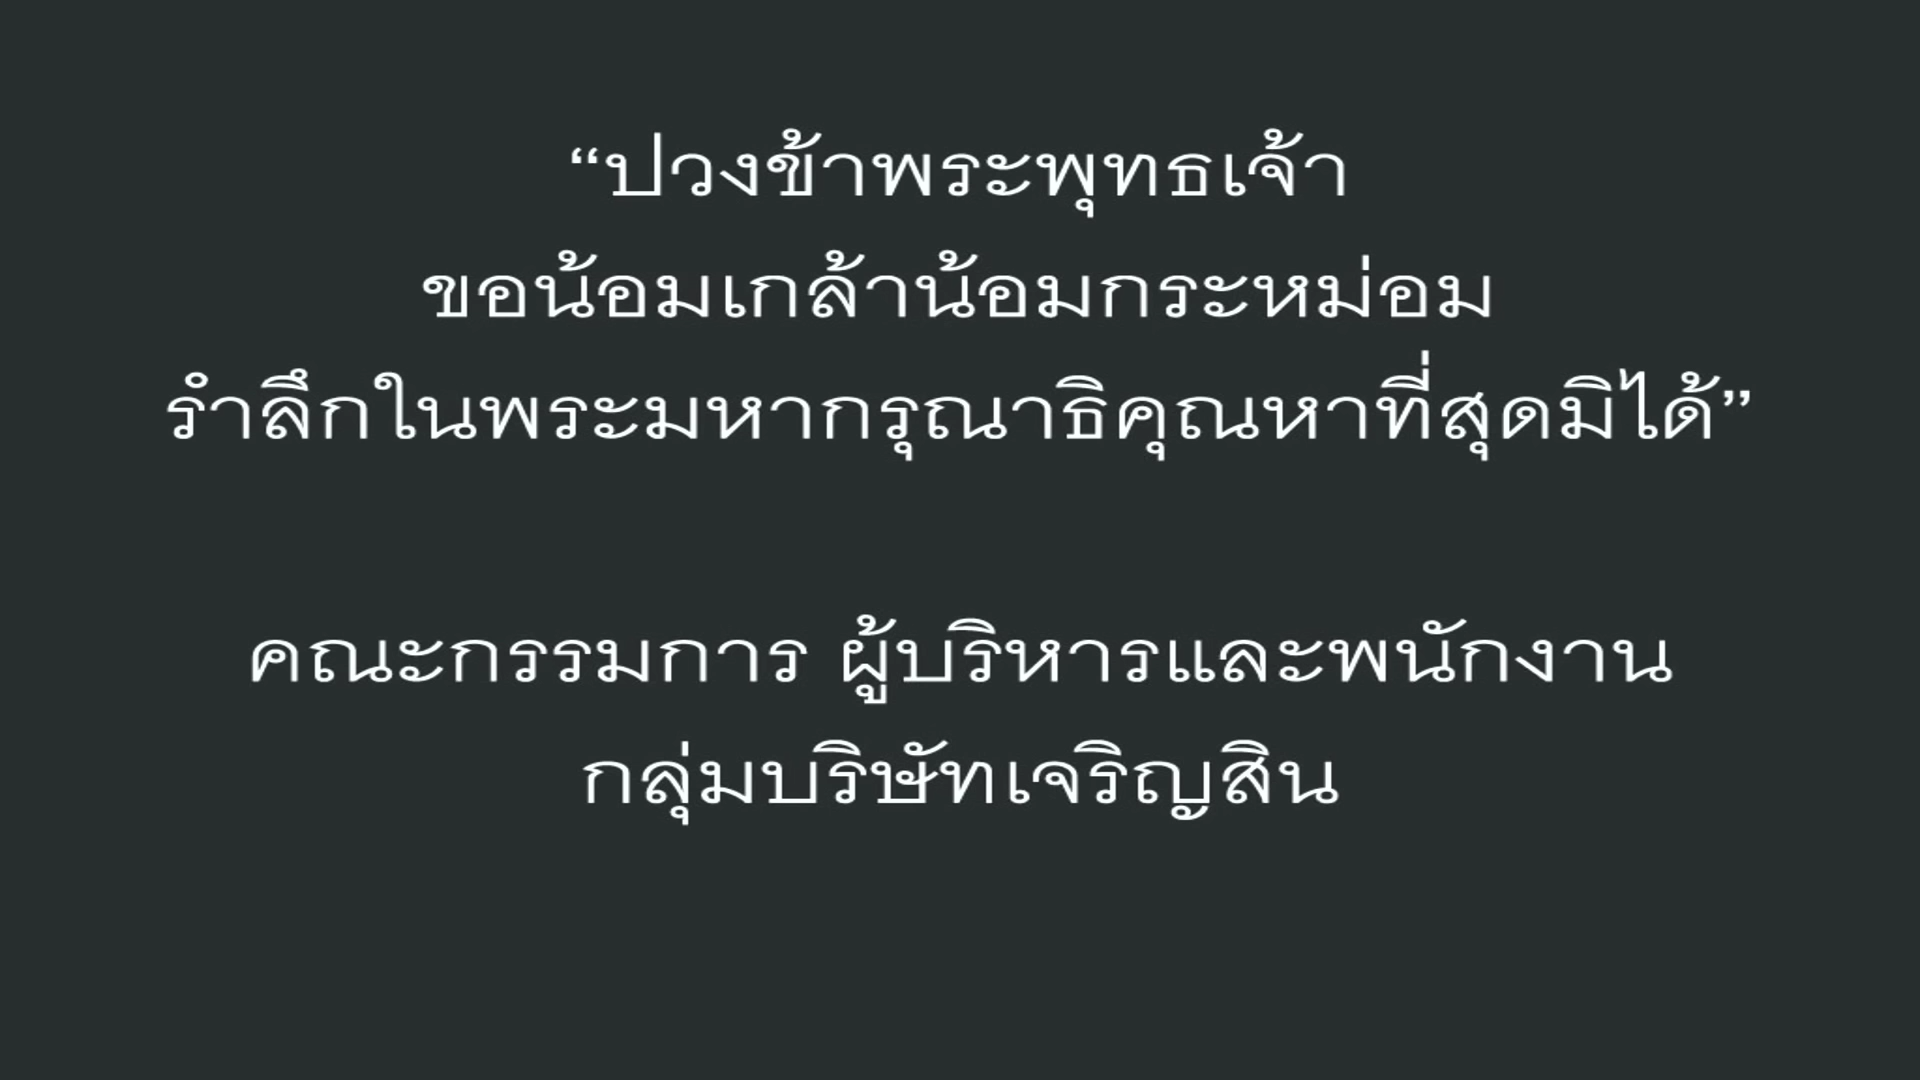 “ปวงข้าพระพุทธเจ้า
ขอน้อมเกล้าน้อมกระหม่อม
รำลึกในพระมหากรุณาธิคุณหาที่สุดมิได้”
คณะกรรมการ ผู้บริหารและพนักงาน
กลุ่มบริษัทเจริญสิน